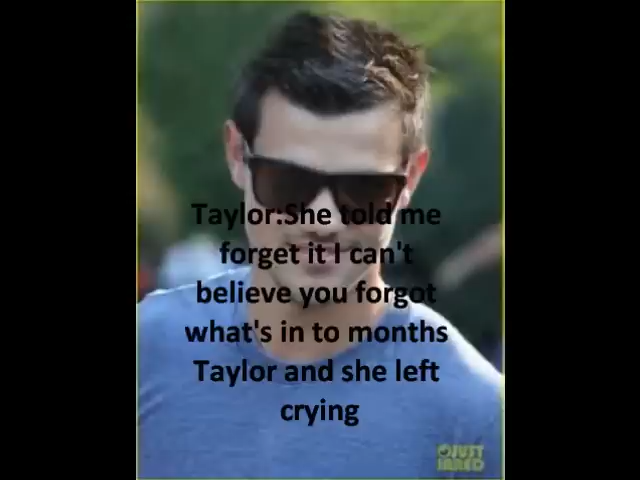 Taylor:She told me
forget it I can't
believe you forgot
what's in to months
Taylor and she left
crying
JUST
JARED